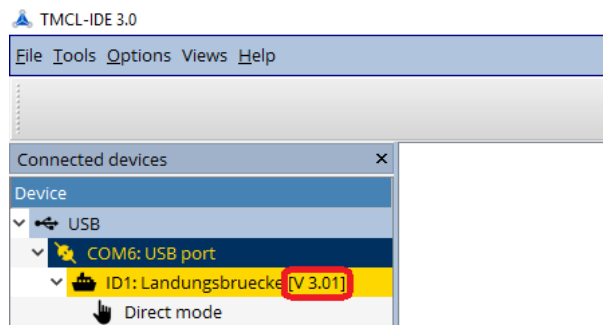 TMCL-IDE 3.0
File Tools Options Views Help
Connected devices
Device
USB
COM6: USB port
ID1: Landungsbruecke [V 3.01]
Direct mode